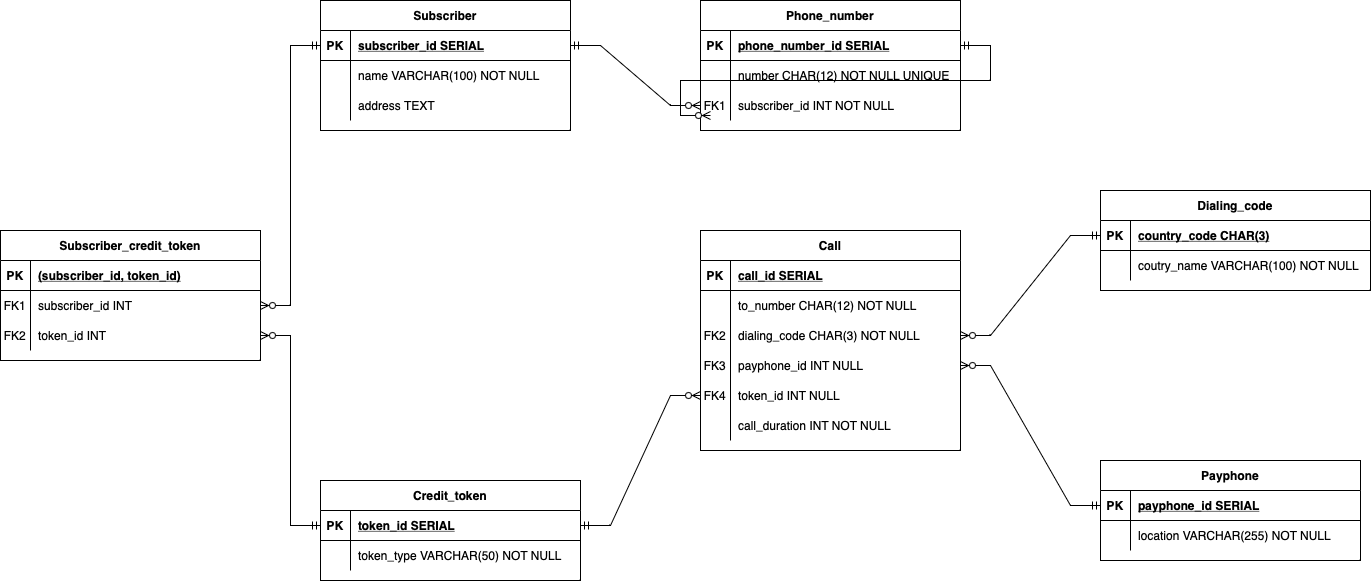 Subscriber
PK subscriber_id SERIAL
name VARCHAR(100) NOT NULL
address TEXT
Phone_number
PK phone_number_id SERIAL
number CHAR(12) NOT NULL UNIQUE
FK1 subscriber_id INT NOT NULL
Subscriber_credit_token
PK (subscriber_id, token_id)
FK1 subscriber_id INT
FK2 token_id INT
Call
PK call_id SERIAL
to_number CHAR(12) NOT NULL
FK2 dialing_code CHAR(3) NOT NULL
FK3 payphone_id INT NULL
FK4 token_id INT NULL
call_duration INT NOT NULL
Dialing_code
PK country_code CHAR(3)
coutry_name VARCHAR(100) NOT NULL
Credit_token
PK token_id SERIAL
token_type VARCHAR(50) NOT NULL
Payphone
PK payphone_id SERIAL
location VARCHAR(255) NOT NULL